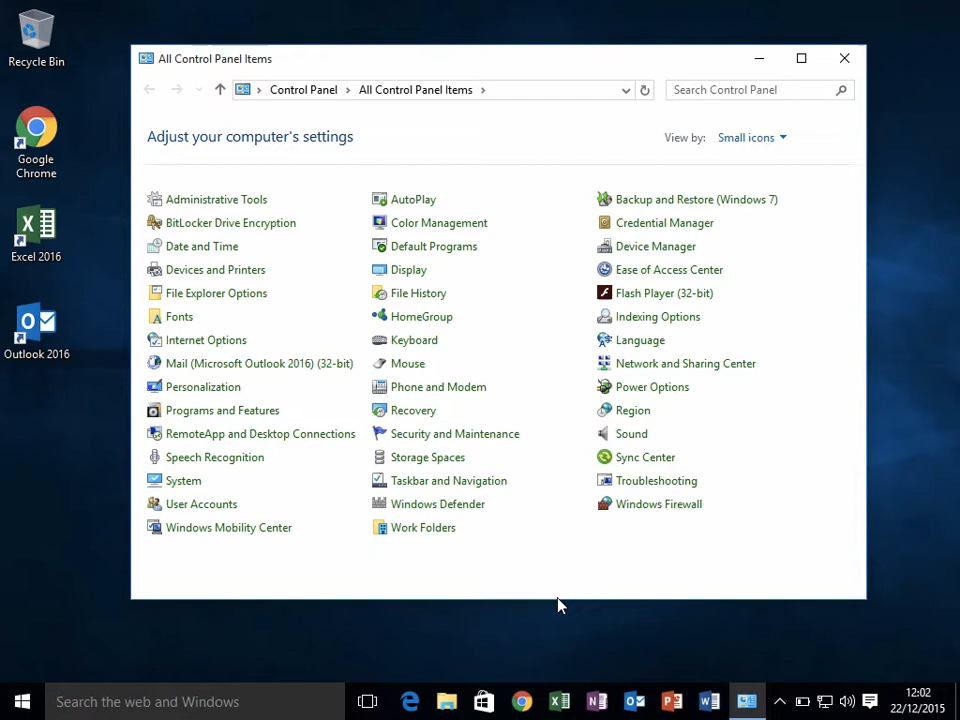 Recycle Bin
Google
Chrome
Excel 2016
Outlook 2016
All Control Panel Items
Control Panel
All Control Panel Items
Search Control Panel
Adjust your computer's settings
View by:
Small icons
Administrative Tools
AutoPlay
Backup and Restore (Windows 7)
BitLocker Drive Encryption
Color Management
Credential Manager
Date and Time
Default Programs
Device Manager
Devices and Printers
Display
Ease of Access Center
File Explorer Options
File History
Flash Player (32-bit)
Fonts
HomeGroup
Indexing Options
Internet Options
Keyboard
Language
Mail (Microsoft Outlook 2016) (32-bit)
Mouse
Network and Sharing Center
Personalization
Phone and Modem
Power Options
Programs and Features
Recovery
Region
RemoteApp and Desktop Connections
Security and Maintenance
Sound
Speech Recognition
Storage Spaces
Sync Center
System
Taskbar and Navigation
Troubleshooting
User Accounts
Windows Defender
Windows Firewall
Windows Mobility Center
Work Folders
Search the web and Windows
12:02
22/12/2015